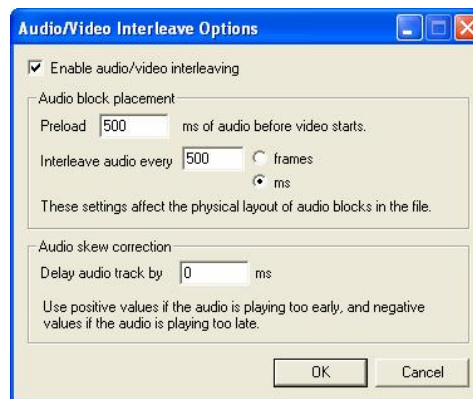 Audio/Video Interleave Options
Enable audio/video interleaving
Audio block placement
Preload 500 ms of audio before video starts.
Interleave audio every 500 frames
ms
These settings affect the physical layout of audio blocks in the file.
Audio skew correction
Delay audio track by 0 ms
Use positive values if the audio is playing too early, and negative
values if the audio is playing too late.
OK Cancel